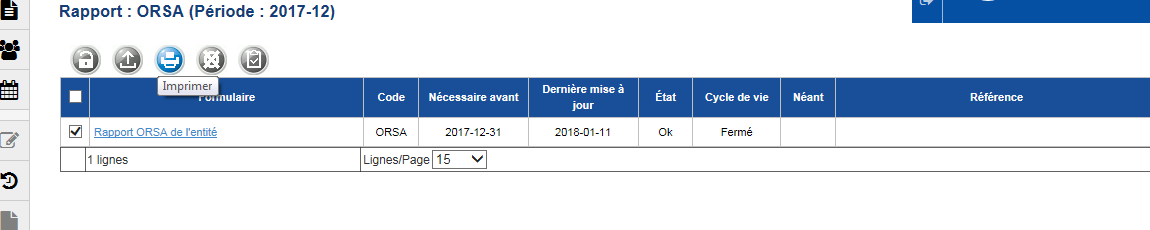 Rapport : ORSA (Période : 2017-12)
Imprimer
Formulaire Code Nécessaire avant Dernière mise à jour État Cycle de vie Néant Référence
Rapport ORSA de l'entité ORSA 2017-12-31 2018-01-11 Ok Fermé
1 lignes Lignes/Page 15